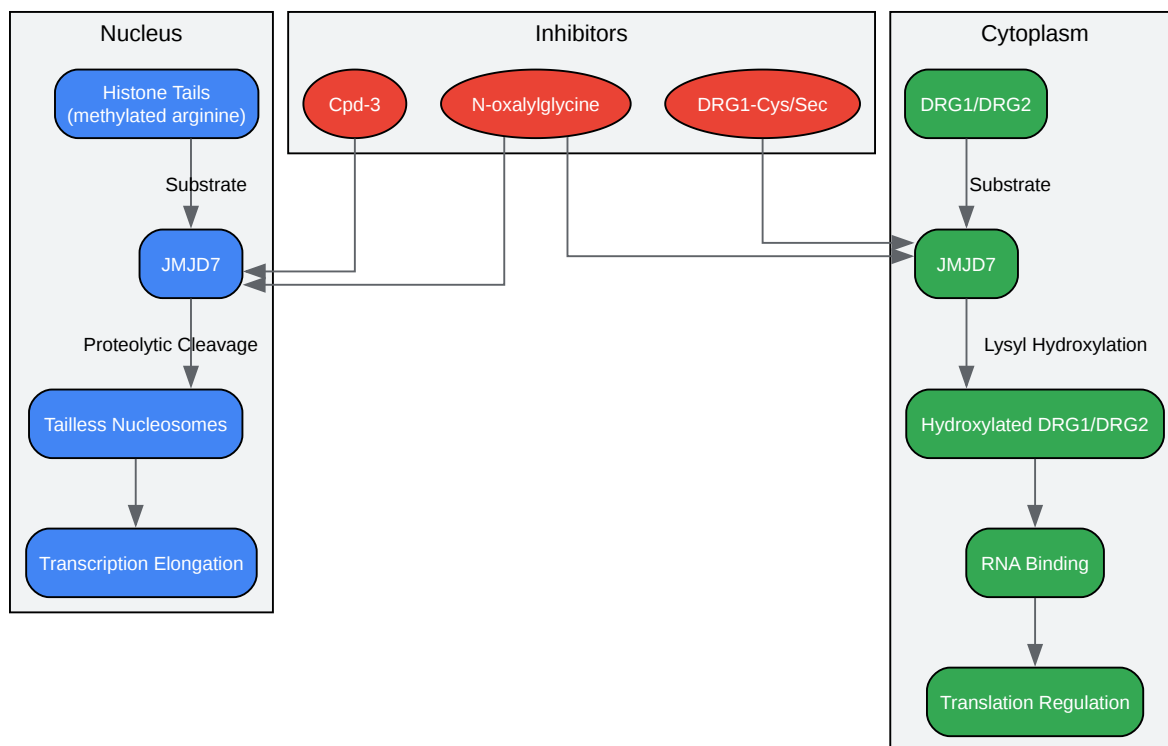 Nucleus
Histone Tails
(methylated arginine)
Substrate
JMJD7
Proteolytic Cleavage
Tailless Nucleosomes
Transcription Elongation
Inhibitors
Cpd-3
N-oxalylglycine
DRG1-Cys/Sec
Cytoplasm
DRG1/DRG2
Substrate
JMJD7
Lysyl Hydroxylation
Hydroxylated DRG1/DRG2
RNA Binding
Translation Regulation